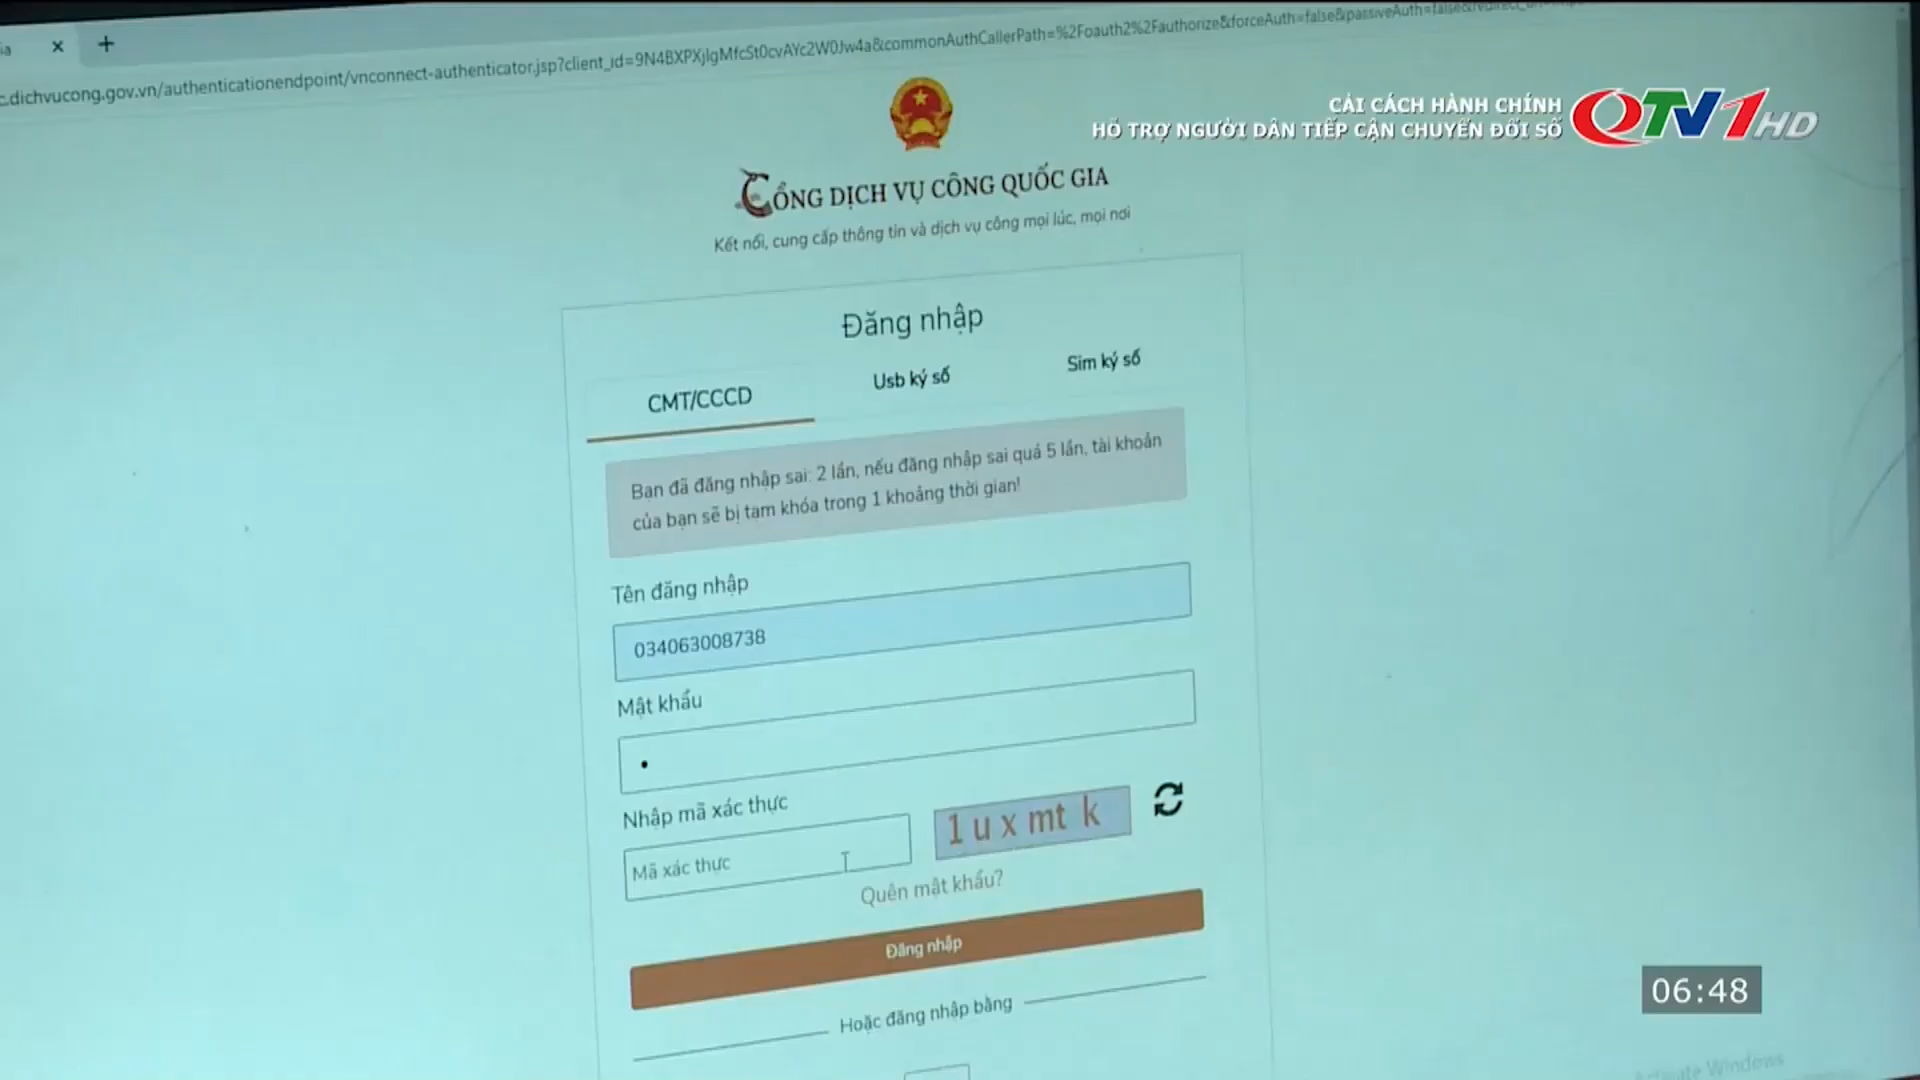 ia
c.dichvucong.gov.vn/authenticationendpoint/vnconnect-authenticator.jsp?client_id=9N4BXPXjlgMfcSt0cvAYc2W0Jw4a&commonAuthCallerPath=%2Foauth2%2Fauthorize&forceAuth=false&passiveAuth=false
CẢI CÁCH HÀNH CHÍNH
HỖ TRỢ NGƯỜI DÂN TIẾP CẬN CHUYỂN ĐỔI SỐ
QTV1HD
CỔNG DỊCH VỤ CÔNG QUỐC GIA
Kết nối, cung cấp thông tin và dịch vụ công mọi lúc, mọi nơi
Đăng nhập
CMT/CCCD
Usb ký số
Sim ký số
Bạn đã đăng nhập sai: 2 lần, nếu đăng nhập sai quá 5 lần, tài khoản
của bạn sẽ bị tạm khóa trong 1 khoảng thời gian!
Tên đăng nhập
034063008738
Mật khẩu
Nhập mã xác thực
Mã xác thực
1 u x mt k
Quên mật khẩu?
Đăng nhập
Hoặc đăng nhập bằng
06:48
Activate Windows